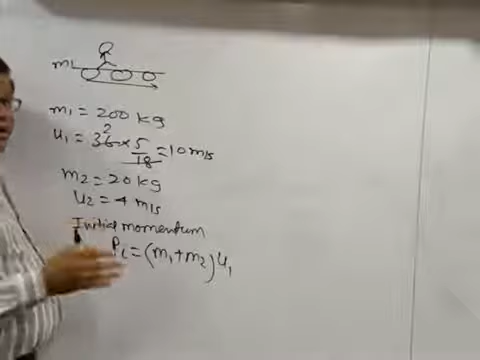 m1
m1 = 200 kg
u1 = 36 2 × 5/18 = 10 m/s
m2 = 20 kg
u2 = 4 m/s
Initial momentum
Pi = (m1 + m2) u1